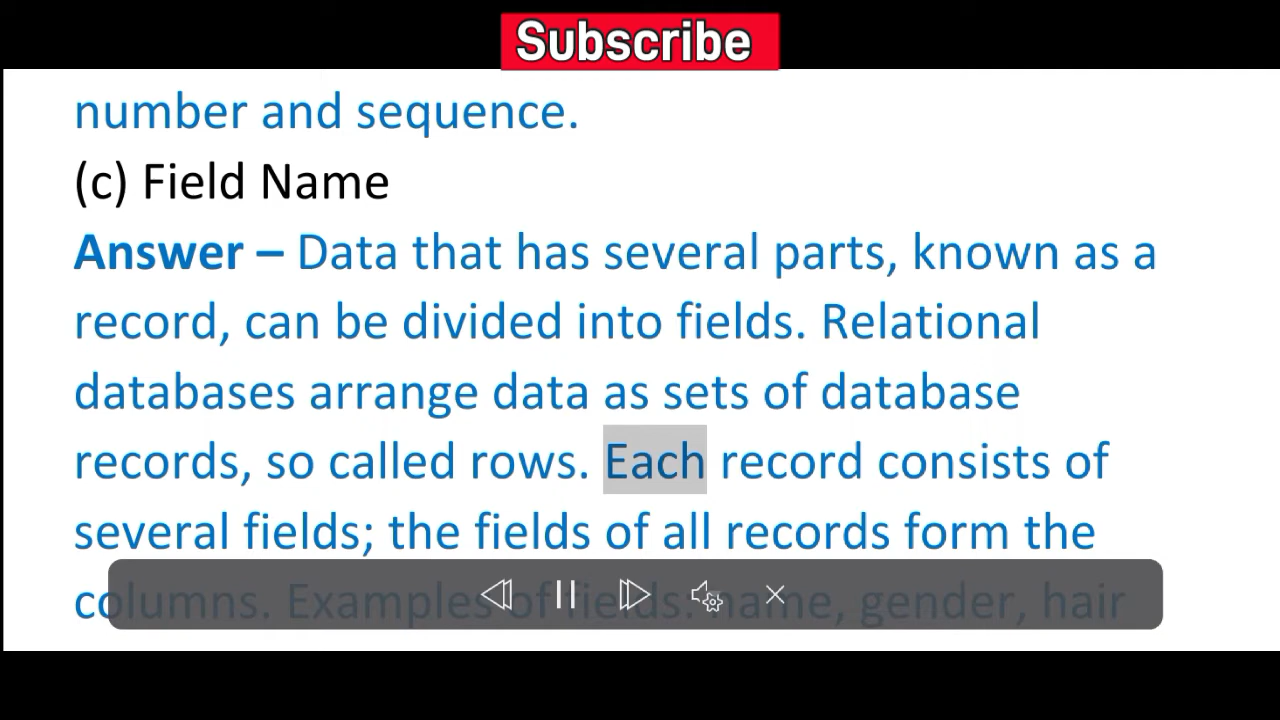 Subscribe
number and sequence.
(c) Field Name
Answer – Data that has several parts, known as a
record, can be divided into fields. Relational
databases arrange data as sets of database
records, so called rows. Each record consists of
several fields; the fields of all records form the
columns. Examples of fields: name, gender, hair